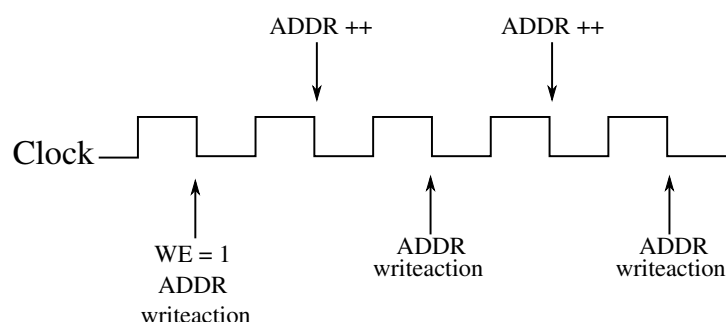 ADDR ++
ADDR ++
Clock
WE = 1
ADDR
writeaction
ADDR
writeaction
ADDR
writeaction